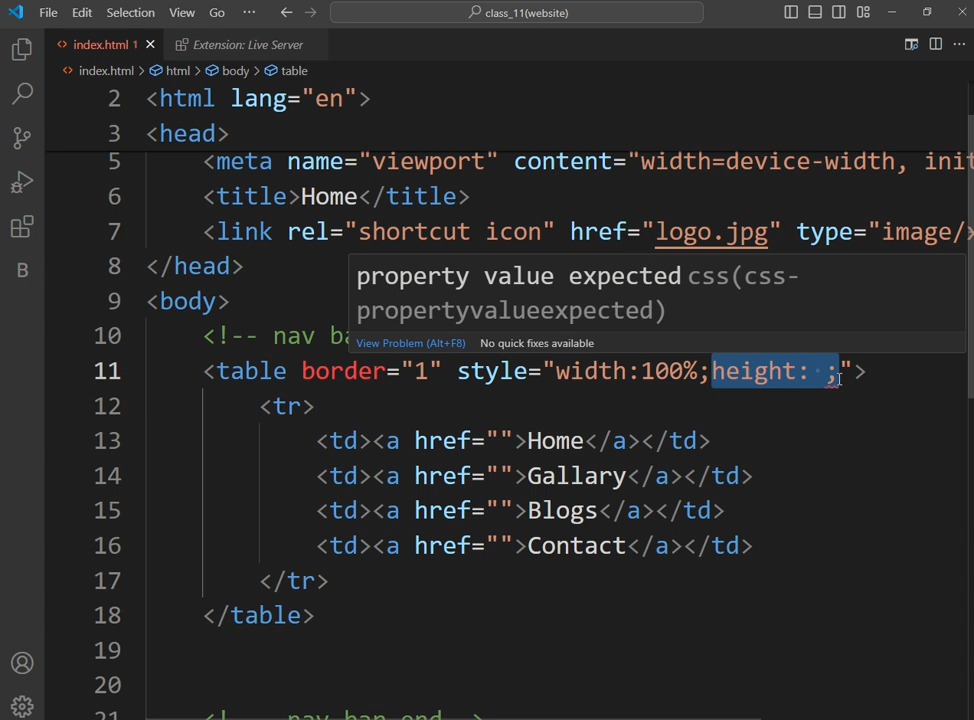 File Edit Selection View Go ··· class_11(website)
index.html 1 Extension: Live Server
index.html > html > body > table
2 <html lang="en">
3 <head>
5 <meta name="viewport" content="width=device-width, init
6 <title>Home</title>
7 <link rel="shortcut icon" href="logo.jpg" type="image/x
8 </head>
property value expected css(css-
9 <body>
propertyvalueexpected)
10 <!-- nav ba
View Problem (Alt+F8) No quick fixes available
11 <table border="1" style="width:100%;height: · ;">
12 <tr>
13 <td><a href="">Home</a></td>
14 <td><a href="">Gallary</a></td>
15 <td><a href="">Blogs</a></td>
16 <td><a href="">Contact</a></td>
17 </tr>
18 </table>
19
20
21 nav ban end